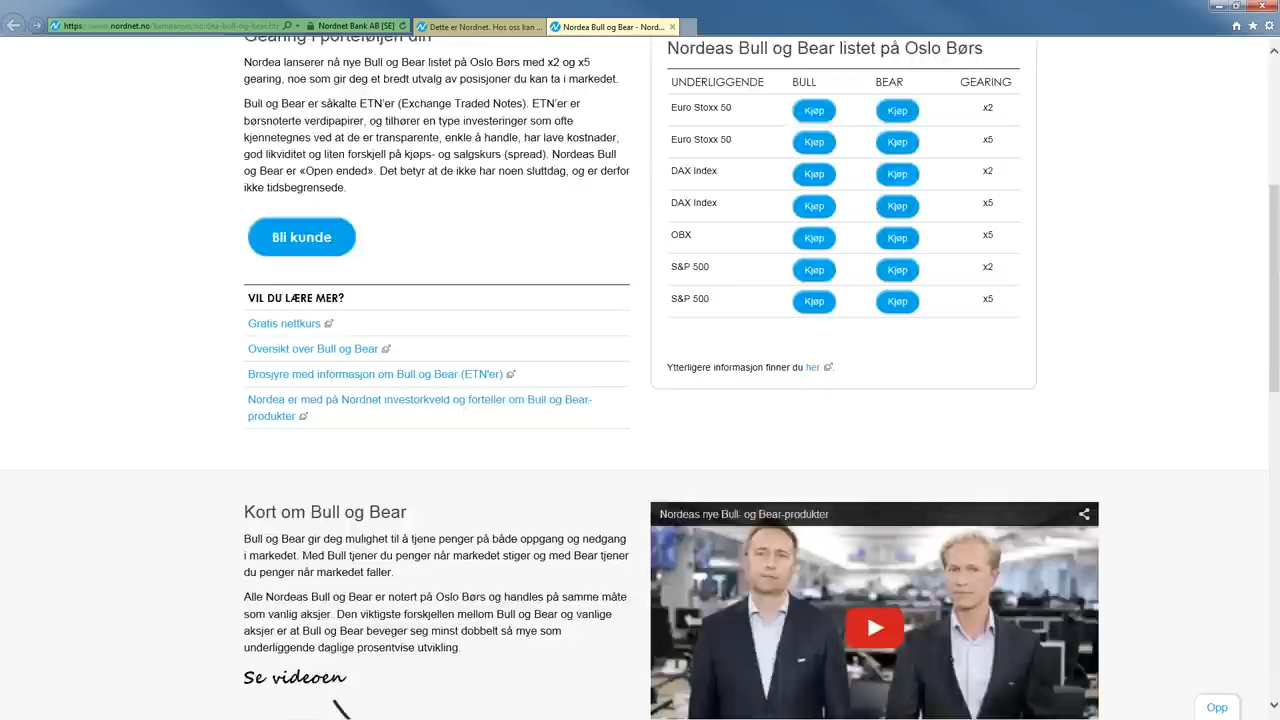 https://www.nordnet.no/kampanjer/nordea-bull-og-bear.ht
Nordnet Bank AB [SE]
Dette er Nordnet. Hos oss kan ...
Nordea Bull og Bear - Nord...
Gearing i porteføljen din
Nordea lanserer nå nye Bull og Bear listet på Oslo Børs med x2 og x5
gearing, noe som gir deg et bredt utvalg av posisjoner du kan ta i markedet.
Bull og Bear er såkalte ETN'er (Exchange Traded Notes). ETN'er er
børsnoterte verdipapirer, og tilhører en type investeringer som ofte
kjennetegnes ved at de er transparente, enkle å handle, har lave kostnader,
god likviditet og liten forskjell på kjøps- og salgskurs (spread). Nordeas Bull
og Bear er «Open ended». Det betyr at de ikke har noen sluttdag, og er derfor
ikke tidsbegrensede.
Bli kunde
VIL DU LÆRE MER?
Gratis nettkurs
Oversikt over Bull og Bear
Brosjyre med informasjon om Bull og Bear (ETN'er)
Nordea er med på Nordnet investorkveld og forteller om Bull og Bear-
produkter
Nordeas Bull og Bear listet på Oslo Børs
UNDERLIGGENDE BULL BEAR GEARING
Euro Stoxx 50 Kjøp Kjøp x2
Euro Stoxx 50 Kjøp Kjøp x5
DAX Index Kjøp Kjøp x2
DAX Index Kjøp Kjøp x5
OBX Kjøp Kjøp x5
S&P 500 Kjøp Kjøp x2
S&P 500 Kjøp Kjøp x5
Ytterligere informasjon finner du her.
Kort om Bull og Bear
Bull og Bear gir deg mulighet til å tjene penger på både oppgang og nedgang
i markedet. Med Bull tjener du penger når markedet stiger og med Bear tjener
du penger når markedet faller.
Alle Nordeas Bull og Bear er notert på Oslo Børs og handles på samme måte
som vanlig aksjer. Den viktigste forskjellen mellom Bull og Bear og vanlige
aksjer er at Bull og Bear beveger seg minst dobbelt så mye som
underliggende daglige prosentvise utvikling.
Se videoen
Nordeas nye Bull- og Bear-produkter
Opp